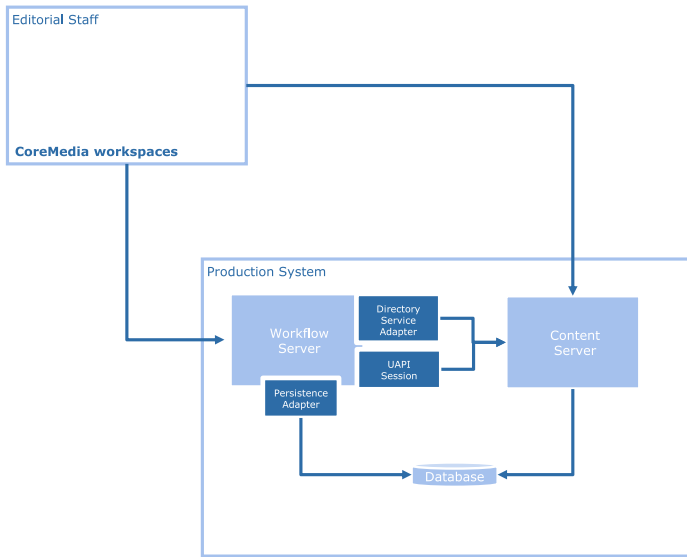 Editorial Staff
CoreMedia workspaces
Production System
Workflow
Server
Directory
Service
Adapter
UAPI
Session
Persistence
Adapter
Content
Server
Database